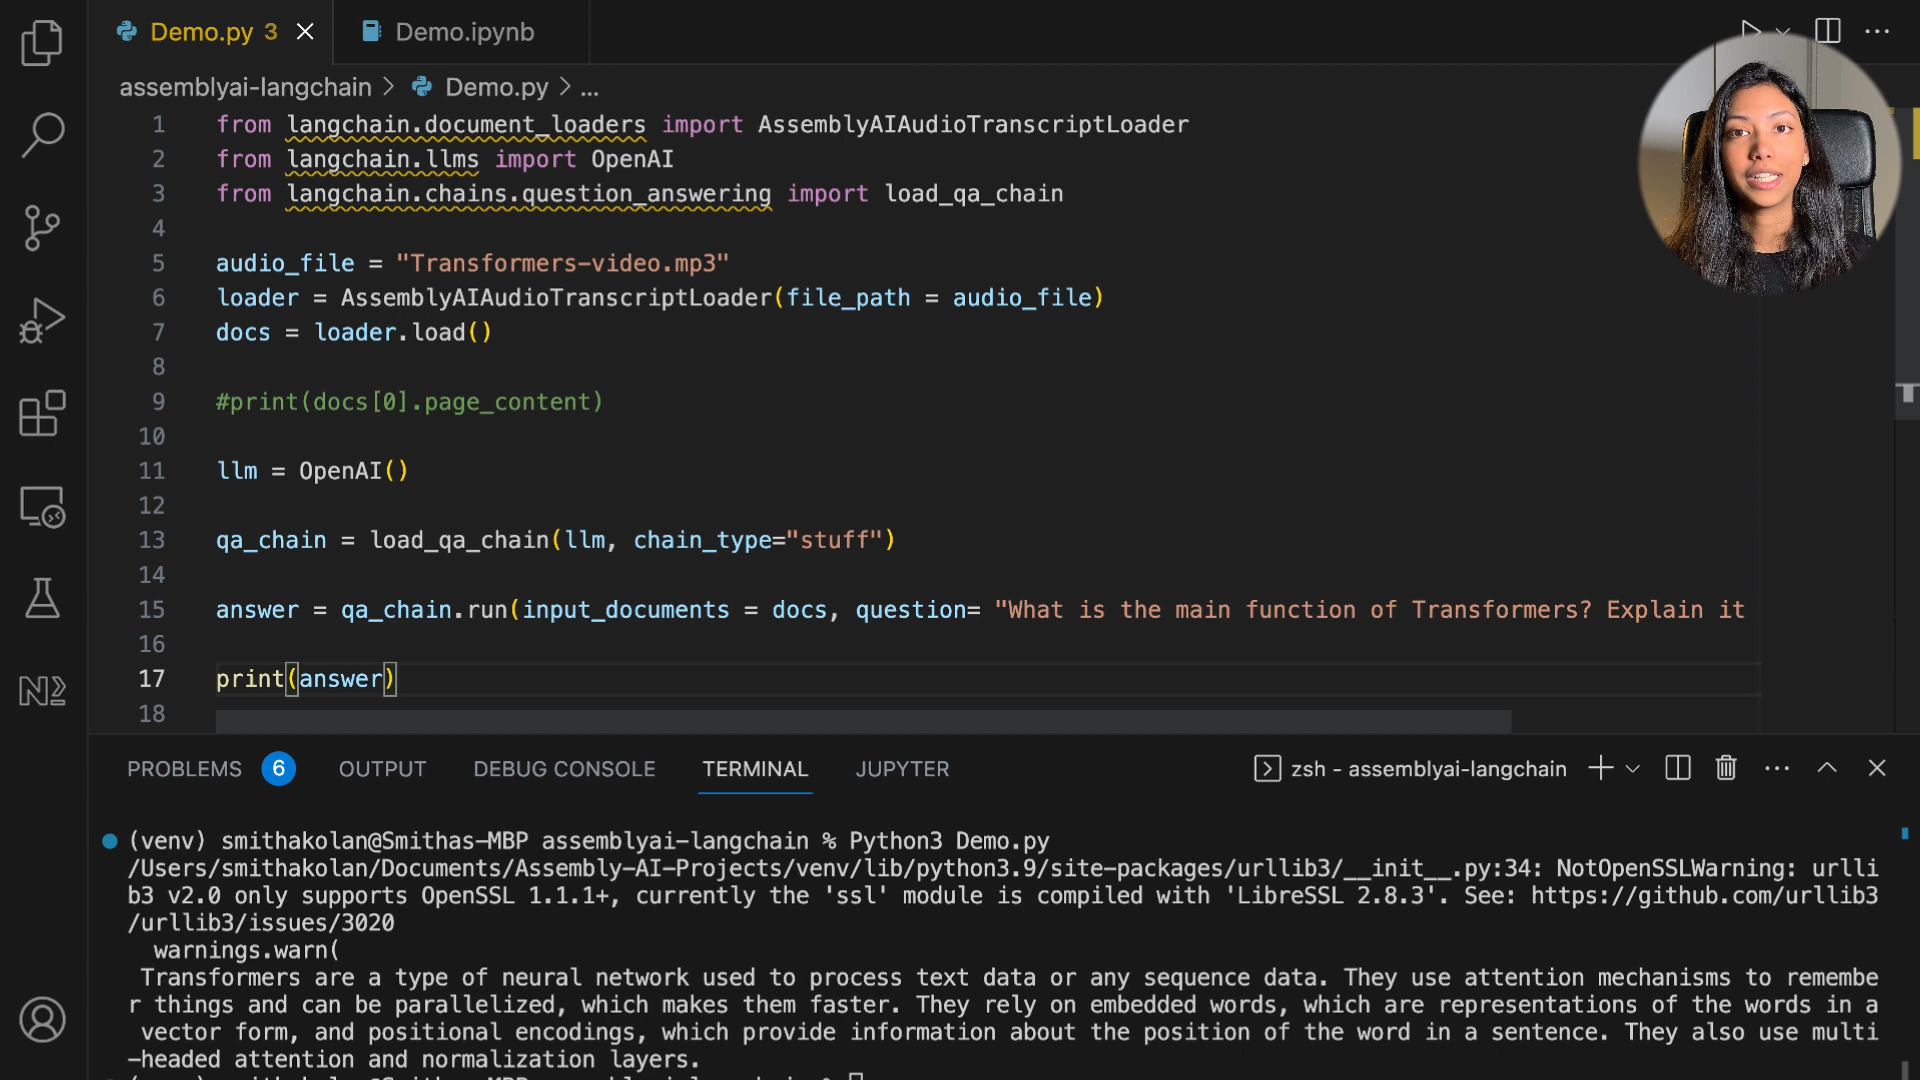 Demo.py 3
Demo.ipynb
assemblyai-langchain > Demo.py > ...
1 from langchain.document_loaders import AssemblyAIAudioTranscriptLoader
2 from langchain.llms import OpenAI
3 from langchain.chains.question_answering import load_qa_chain
4
5 audio_file = "Transformers-video.mp3"
6 loader = AssemblyAIAudioTranscriptLoader(file_path = audio_file)
7 docs = loader.load()
8
9 #print(docs[0].page_content)
10
11 llm = OpenAI()
12
13 qa_chain = load_qa_chain(llm, chain_type="stuff")
14
15 answer = qa_chain.run(input_documents = docs, question= "What is the main function of Transformers? Explain it
16
17 print(answer)
18
PROBLEMS 6 OUTPUT DEBUG CONSOLE TERMINAL JUPYTER zsh - assemblyai-langchain
(venv) smithakolan@Smithas-MBP assemblyai-langchain % Python3 Demo.py
/Users/smithakolan/Documents/Assembly-AI-Projects/venv/lib/python3.9/site-packages/urllib3/__init__.py:34: NotOpenSSLWarning: urlli
b3 v2.0 only supports OpenSSL 1.1.1+, currently the 'ssl' module is compiled with 'LibreSSL 2.8.3'. See: https://github.com/urllib3
/urllib3/issues/3020
warnings.warn(
Transformers are a type of neural network used to process text data or any sequence data. They use attention mechanisms to remembe
r things and can be parallelized, which makes them faster. They rely on embedded words, which are representations of the words in a
vector form, and positional encodings, which provide information about the position of the word in a sentence. They also use multi
-headed attention and normalization layers.